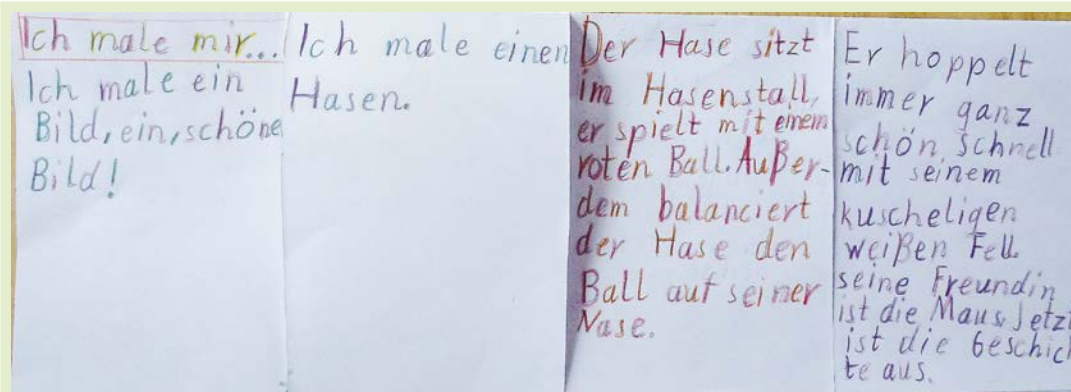 Ich male mir...
Ich male ein
Bild, ein, schöne
Bild!
Ich male einen
Hasen.
Der Hase sitzt
im Hasenstall,
er spielt mit einem
roten Ball. Außer-
dem balanciert
der Hase den
Ball auf seiner
Nase.
Er hoppelt
immer ganz
schön schnell
mit seinem
kuscheligen
weißen Fell.
seine Freundin
ist die Maus. Jetzt
ist die Geschich
te aus.